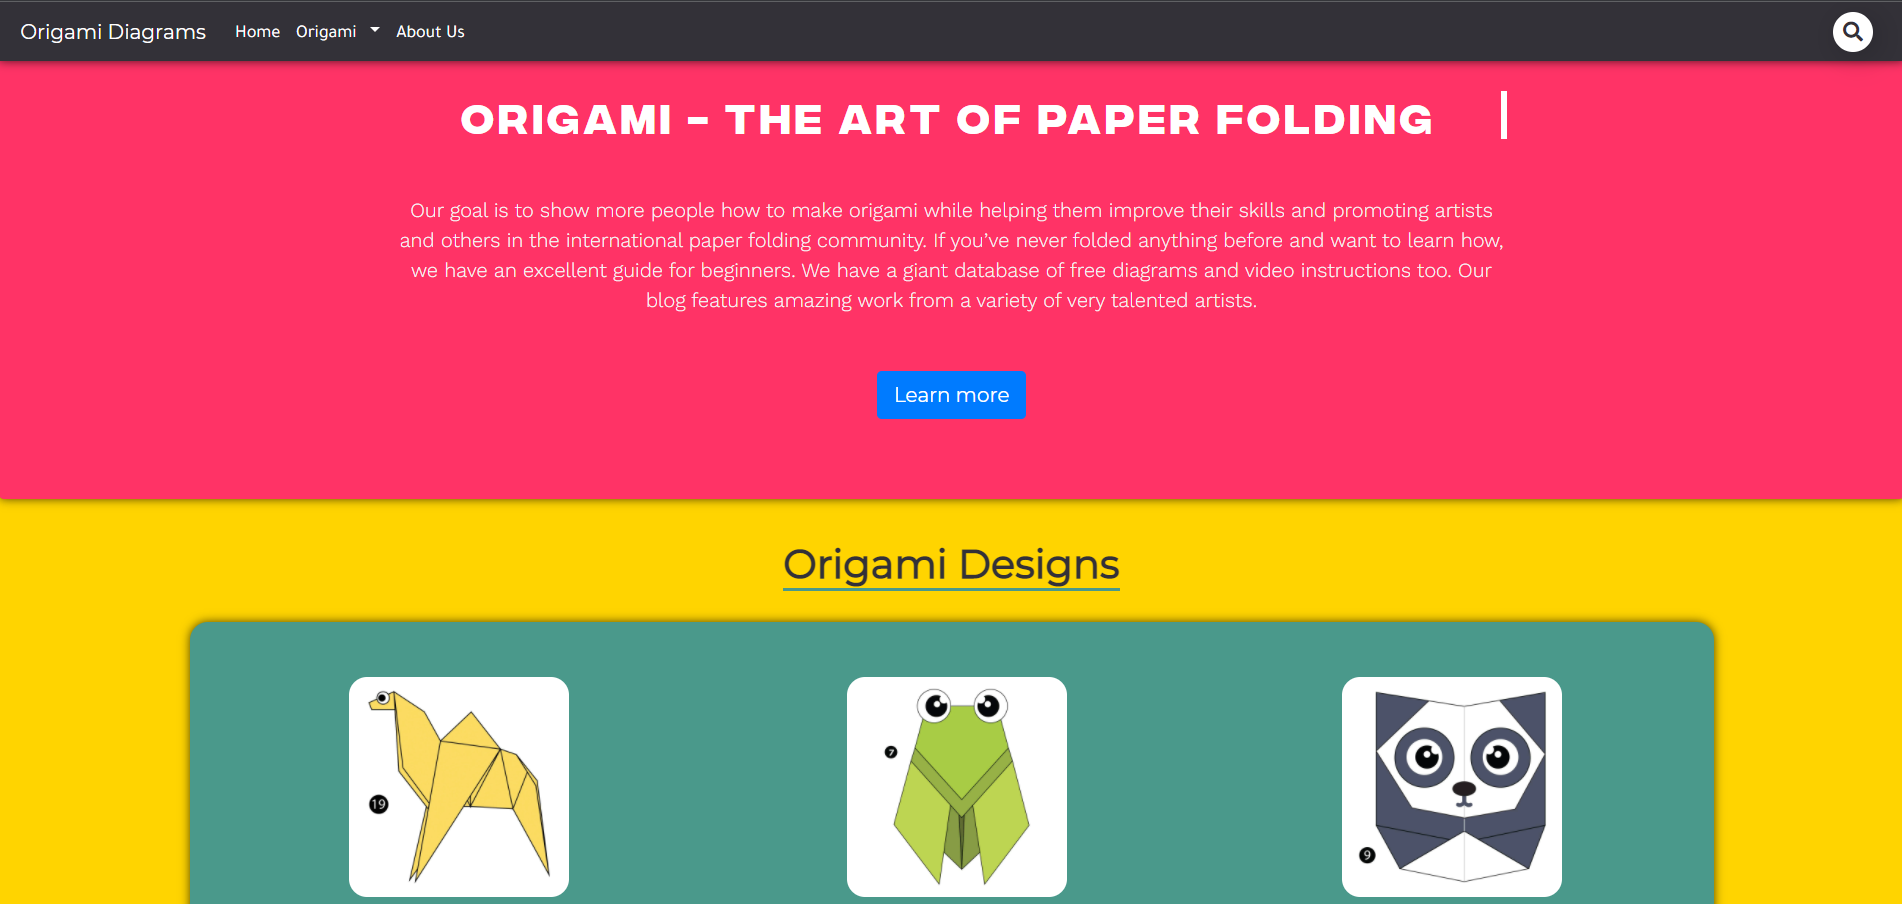 Origami Diagrams Home Origami About Us
ORIGAMI - THE ART OF PAPER FOLDING
Our goal is to show more people how to make origami while helping them improve their skills and promoting artists
and others in the international paper folding community. If you’ve never folded anything before and want to learn how,
we have an excellent guide for beginners. We have a giant database of free diagrams and video instructions too. Our
blog features amazing work from a variety of very talented artists.
Learn more
Origami Designs
19
7
9